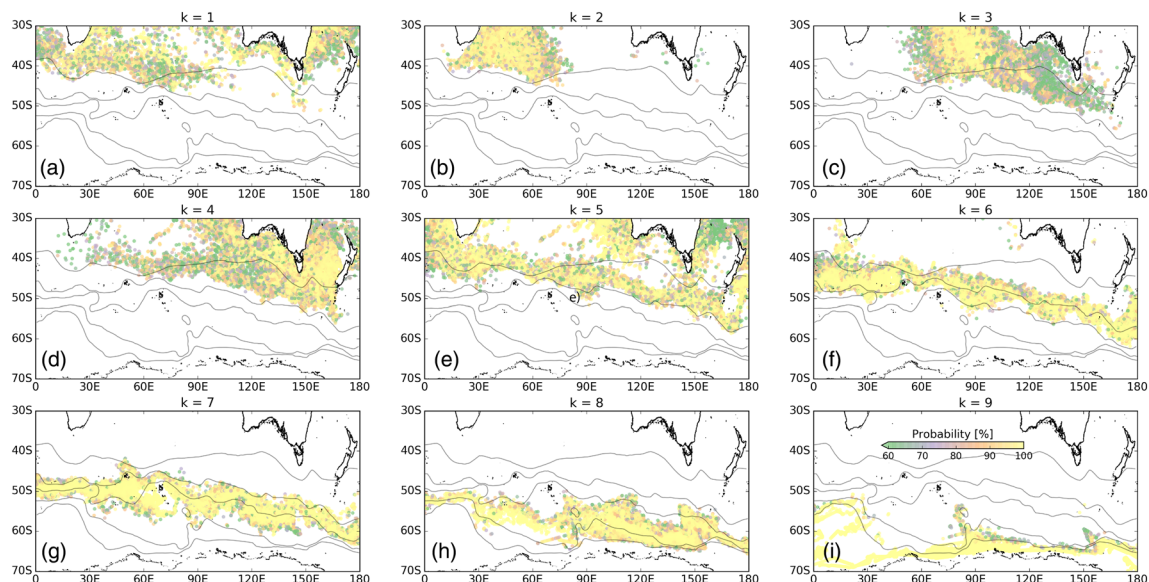 k = 1 k = 2 k = 3
30S 30S 30S
40S 40S 40S
50S 50S 50S
60S 60S 60S
(a) (b) (c)
70S 70S 70S
0 30E 60E 90E 120E 150E 180 0 30E 60E 90E 120E 150E 180 0 30E 60E 90E 120E 150E 180
k = 4 k = 5 k = 6
30S 30S 30S
40S 40S 40S
50S e) 50S 50S
60S 60S 60S
(d) (e) (f)
70S 70S 70S
0 30E 60E 90E 120E 150E 180 0 30E 60E 90E 120E 150E 180 0 30E 60E 90E 120E 150E 180
k = 7 k = 8 k = 9
30S 30S 30S
Probability [%]
40S 40S 40S
60 70 80 90 100
50S 50S 50S
60S 60S 60S
(g) (h) (i)
70S 70S 70S
0 30E 60E 90E 120E 150E 180 0 30E 60E 90E 120E 150E 180 0 30E 60E 90E 120E 150E 180